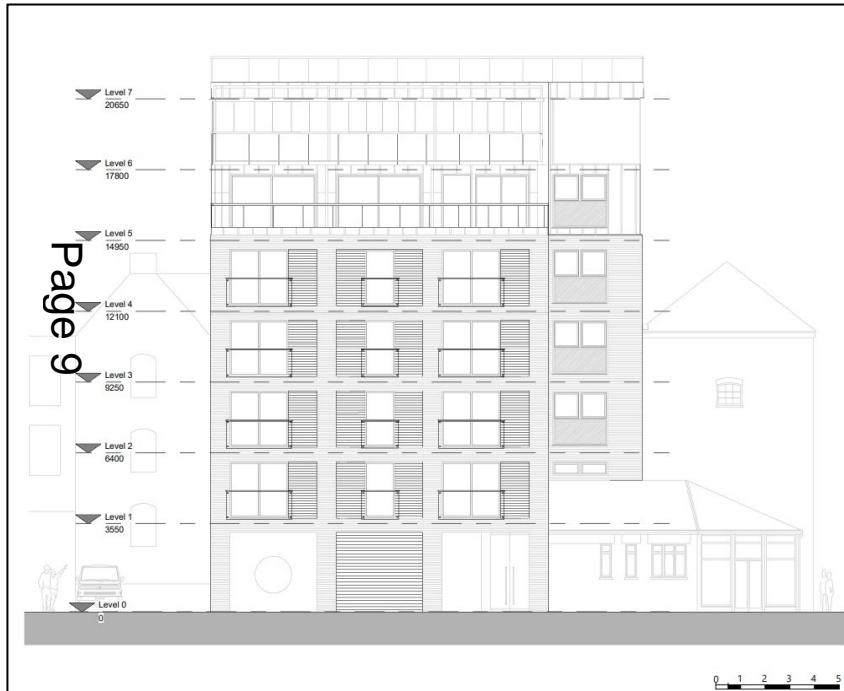 Level 7
20650
Level 6
17800
Level 5
14950
Page 9
Level 4
12100
Level 3
9250
Level 2
6400
Level 1
3550
Level 0
0
0 1 2 3 4 5